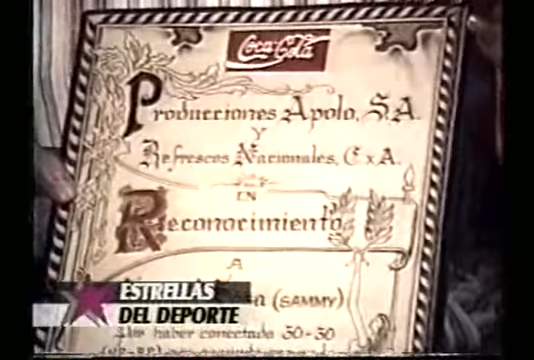 Coca-Cola
Producciones Apolo, S.A.
Y
Refrescos Nacionales, C x A.
EN
Reconocimiento
A
a (SAMMY)
ESTRELLAS
DEL DEPORTE
haber conectado 30-30